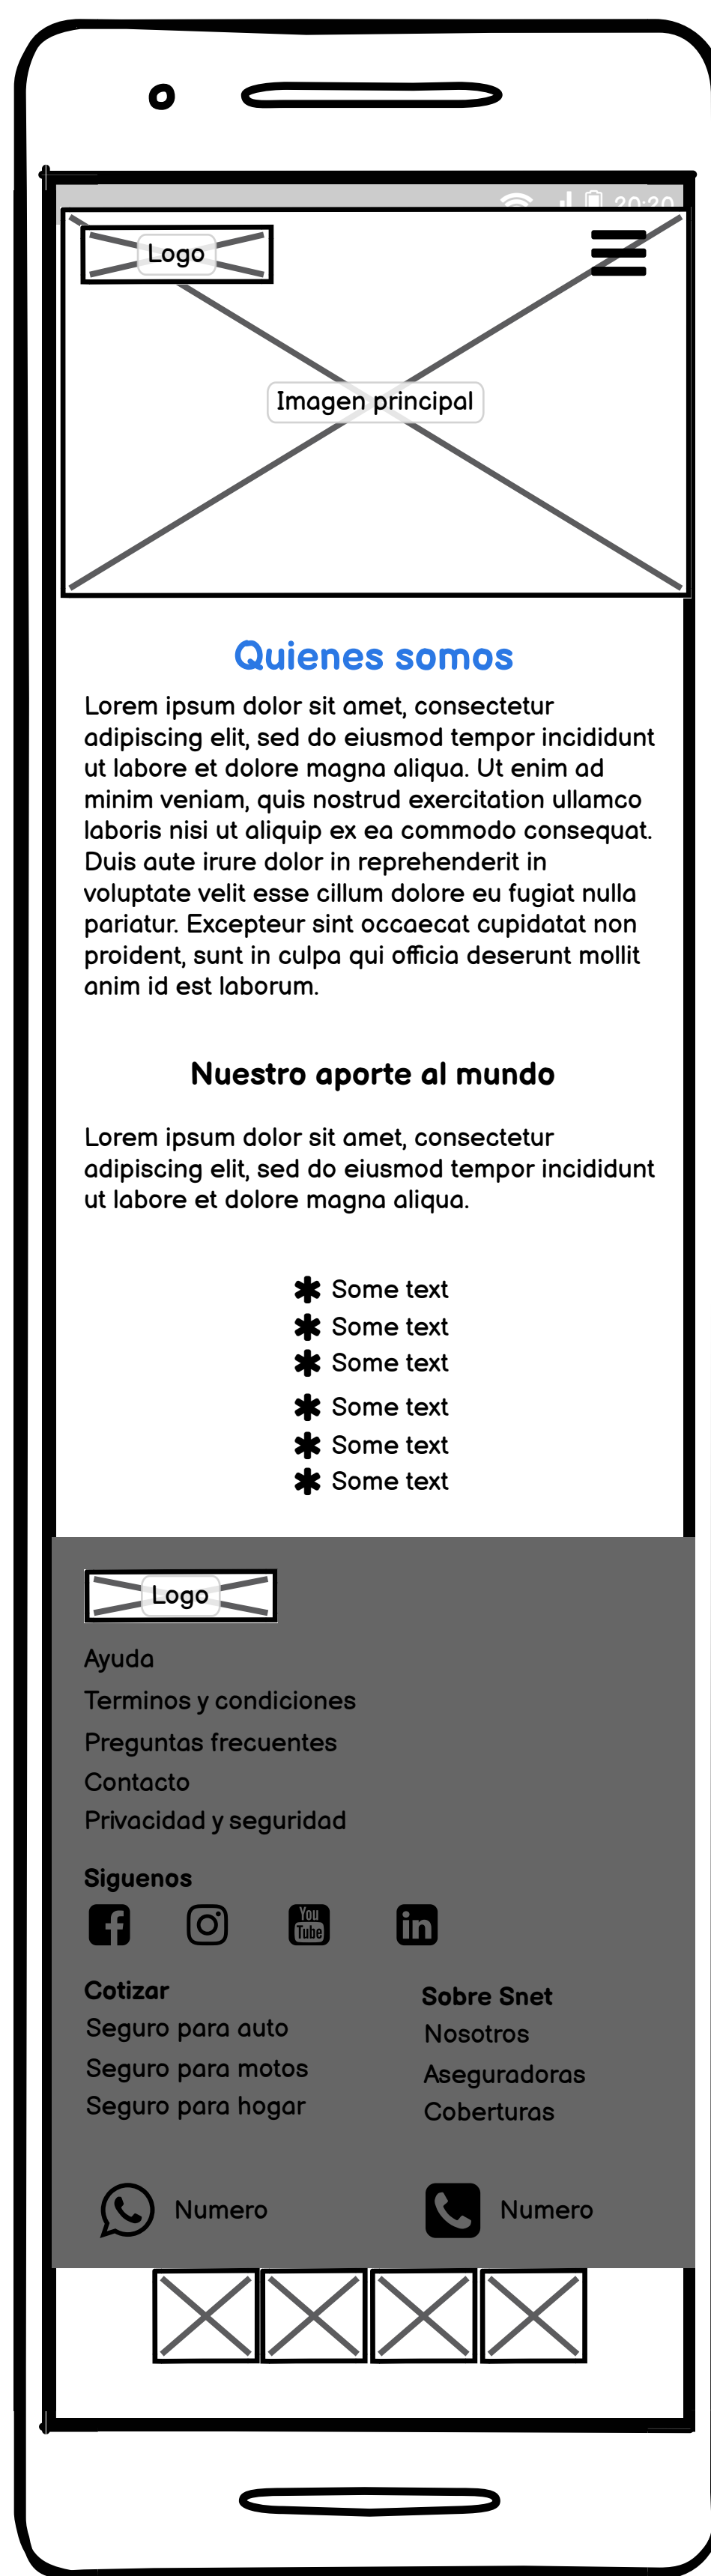 20:20
Logo
Imagen principal
Quienes somos
Lorem ipsum dolor sit amet, consectetur
adipiscing elit, sed do eiusmod tempor incididunt
ut labore et dolore magna aliqua. Ut enim ad
minim veniam, quis nostrud exercitation ullamco
laboris nisi ut aliquip ex ea commodo consequat.
Duis aute irure dolor in reprehenderit in
voluptate velit esse cillum dolore eu fugiat nulla
pariatur. Excepteur sint occaecat cupidatat non
proident, sunt in culpa qui officia deserunt mollit
anim id est laborum.
Nuestro aporte al mundo
Lorem ipsum dolor sit amet, consectetur
adipiscing elit, sed do eiusmod tempor incididunt
ut labore et dolore magna aliqua.
Some text
Some text
Some text
Some text
Some text
Some text
Logo
Ayuda
Terminos y condiciones
Preguntas frecuentes
Contacto
Privacidad y seguridad
Siguenos
You
Tube
in
Cotizar
Seguro para auto
Seguro para motos
Seguro para hogar
Sobre Snet
Nosotros
Aseguradoras
Coberturas
Numero
Numero